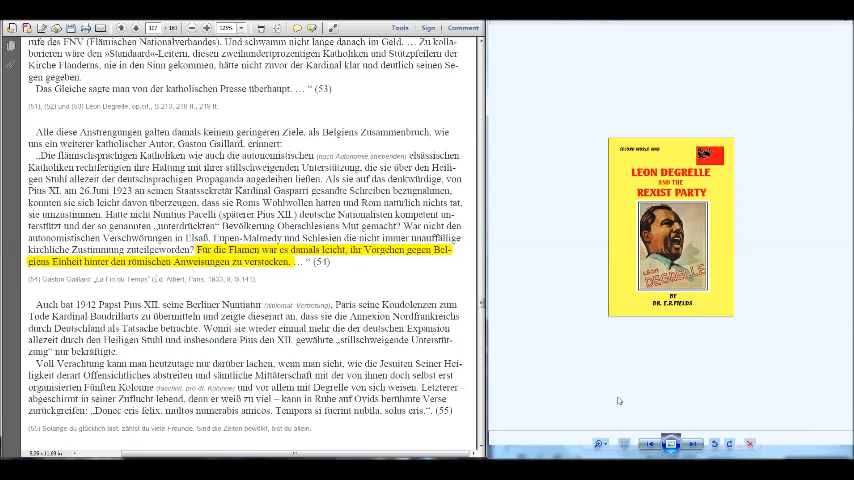 107 / 161
125%
Tools
Sign
Comment
rufe des FNV (Flämischen Nationalverbandes). Und schwamm nicht lange danach im Geld. … Zu kolla-
borieren wäre den »Standard«-Leitern, diesen zweihundertprozentigen Katholiken und Stützpfeilern der
Kirche Flanderns, nie in den Sinn gekommen, hätte nicht zuvor der Kardinal klar und deutlich seinen Se-
gen gegeben.
Das Gleiche sagte man von der katholischen Presse überhaupt. … “ (53)
(51), (52) und (53) Léon Degrelle, op.cit., S.213, 216 ff., 219 ff.
Alle diese Anstrengungen galten damals keinem geringeren Ziele, als Belgiens Zusammenbruch, wie
uns ein weiterer katholischer Autor, Gaston Gaillard, erinnert:
„Die flämischsprachigen Katholiken wie auch die autonomistischen (nach Autonomie strebenden) elsässischen
Katholiken rechtfertigten ihre Haltung mit ihrer stillschweigenden Unterstützung, die sie über den Heili-
gen Stuhl allezeit der deutschsprachigen Propaganda angedeihen ließen. Als sie auf das denkwürdige, von
Pius XI. am 26.Juni 1923 an seinen Staatssekretär Kardinal Gasparri gesandte Schreiben bezugnahmen,
konnten sie sich leicht davon überzeugen, dass sie Roms Wohlwollen hatten und Rom natürlich nichts tat,
sie umzustimmen. Hatte nicht Nuntius Pacelli (späterer Pius XII.) deutsche Nationalisten kompetent un-
terstützt und der so genannten „unterdrückten“ Bevölkerung Oberschlesiens Mut gemacht? War nicht den
autonomistischen Verschwörungen in Elsaß, Eupen-Malmedy und Schlesien die nicht immer unauffällige
kirchliche Zustimmung zuteilgeworden? Für die Flamen war es damals leicht, ihr Vorgehen gegen Bel-
giens Einheit hinter den römischen Anweisungen zu verstecken. … “ (54)
(54) Gaston Gaillard: „La Fin du Temps“ (Éd. Albert, Paris, 1933, II, S.141).
Auch bat 1942 Papst Pius XII. seine Berliner Nuntiatur (diplomat. Vertretung), Paris seine Kondolenzen zum
Tode Kardinal Baudrillarts zu übermitteln und zeigte dieserart an, dass sie die Annexion Nordfrankreichs
durch Deutschland als Tatsache betrachte. Womit sie wieder einmal mehr die der deutschen Expansion
allezeit durch den Heiligen Stuhl und insbesondere Pius den XII. gewährte „stillschweigende Unterstüt-
zung“ nur bekräftigte.
Voll Verachtung kann man heutzutage nur darüber lachen, wenn man sieht, wie die Jesuiten Seiner Hei-
ligkeit derart Offensichtliches abstreiten und sämtliche Mittäterschaft mit der von ihnen doch selbst erst
organisierten Fünften Kolonne (faschist. pro dt. Kolonne) und vor allem mit Degrelle von sich weisen. Letzterer –
abgeschirmt in seiner Zuflucht lebend, denn er weiß zu viel – kann in Ruhe auf Ovids berühmte Verse
zurückgreifen: „Donec eris felix, multos numerabis amicos. Tempora si fuerint nubila, solus eris.“. (55)
(55) Solange du glücklich bist, zählst du viele Freunde. Sind die Zeiten bewölkt, bist du allein.
8.26 x 11.69 in
SECOND WORLD WAR
LEON DEGRELLE
AND THE
REXIST PARTY
LÉON
DEGRELLE
BY
DR. E.R.FIELDS